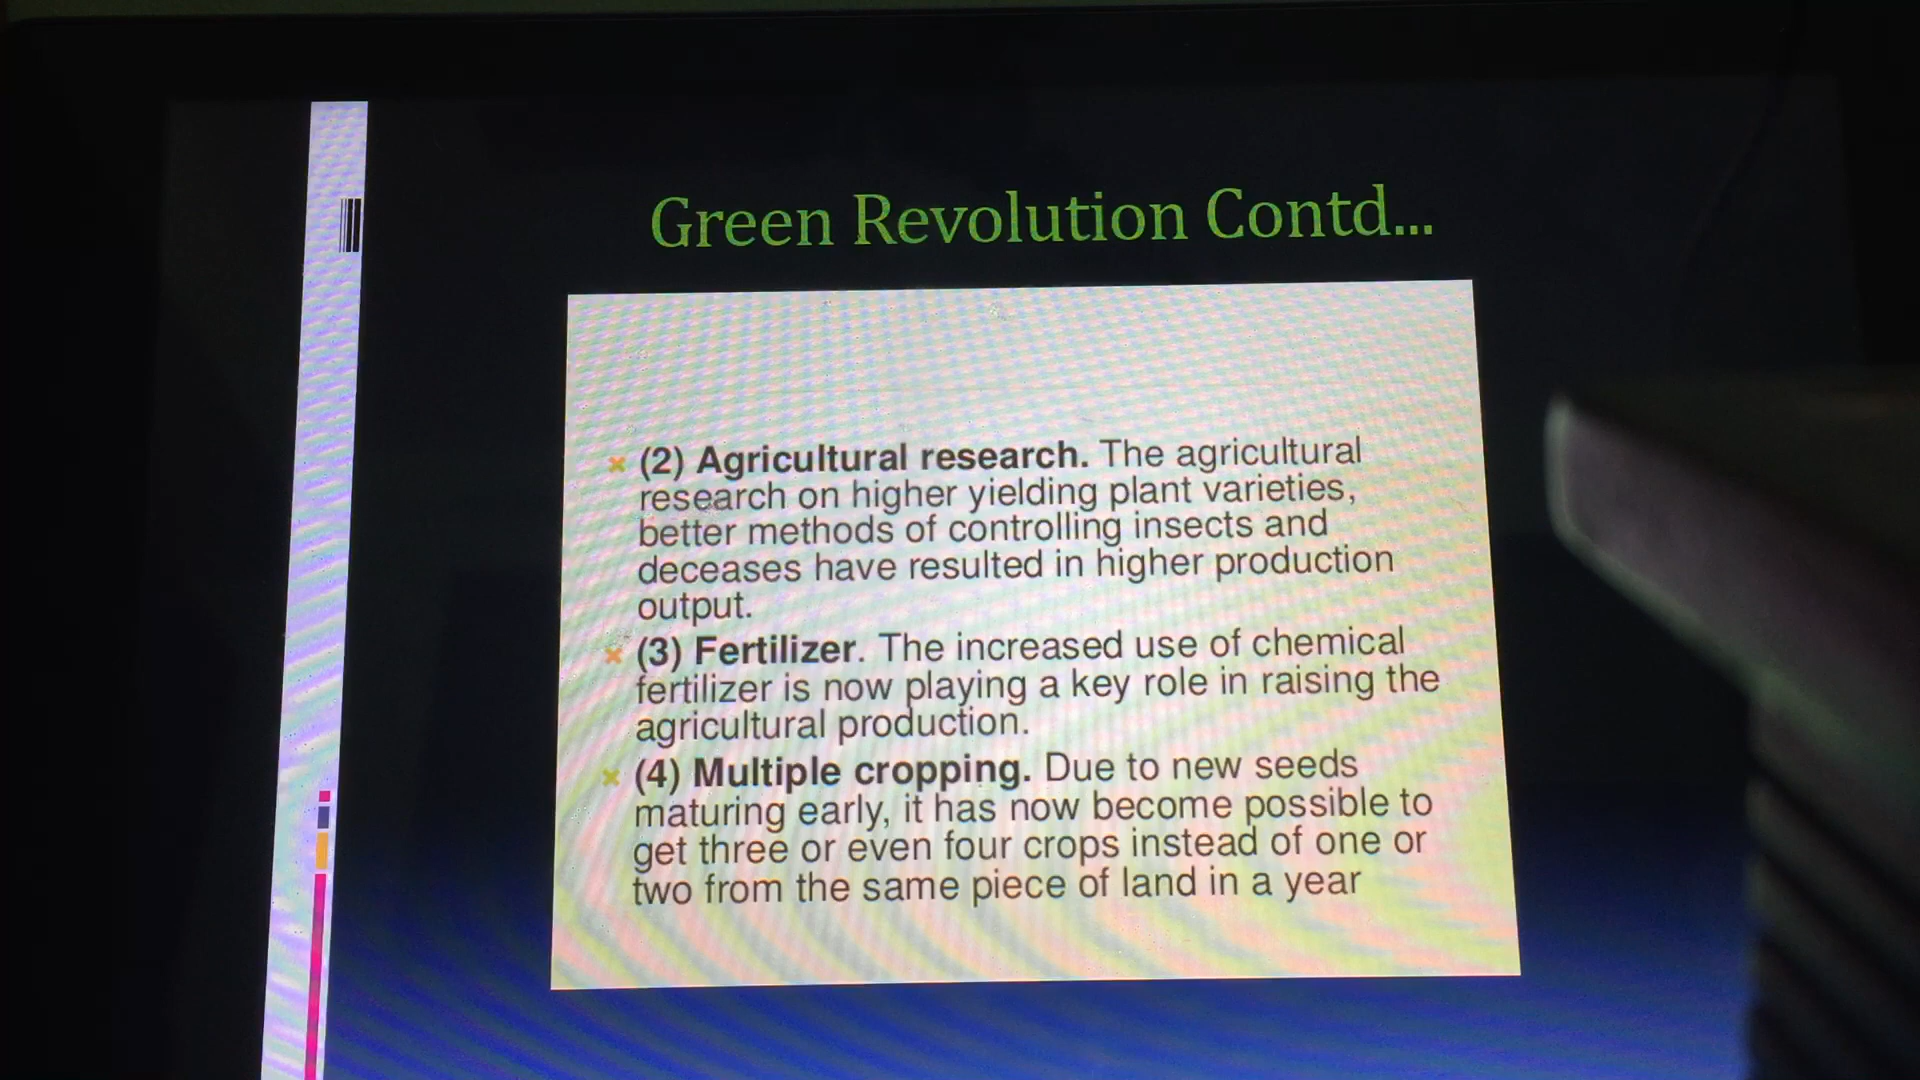 Green Revolution Contd...
(2) Agricultural research. The agricultural
research on higher yielding plant varieties,
better methods of controlling insects and
deceases have resulted in higher production
output.
(3) Fertilizer. The increased use of chemical
fertilizer is now playing a key role in raising the
agricultural production.
(4) Multiple cropping. Due to new seeds
maturing early, it has now become possible to
get three or even four crops instead of one or
two from the same piece of land in a year